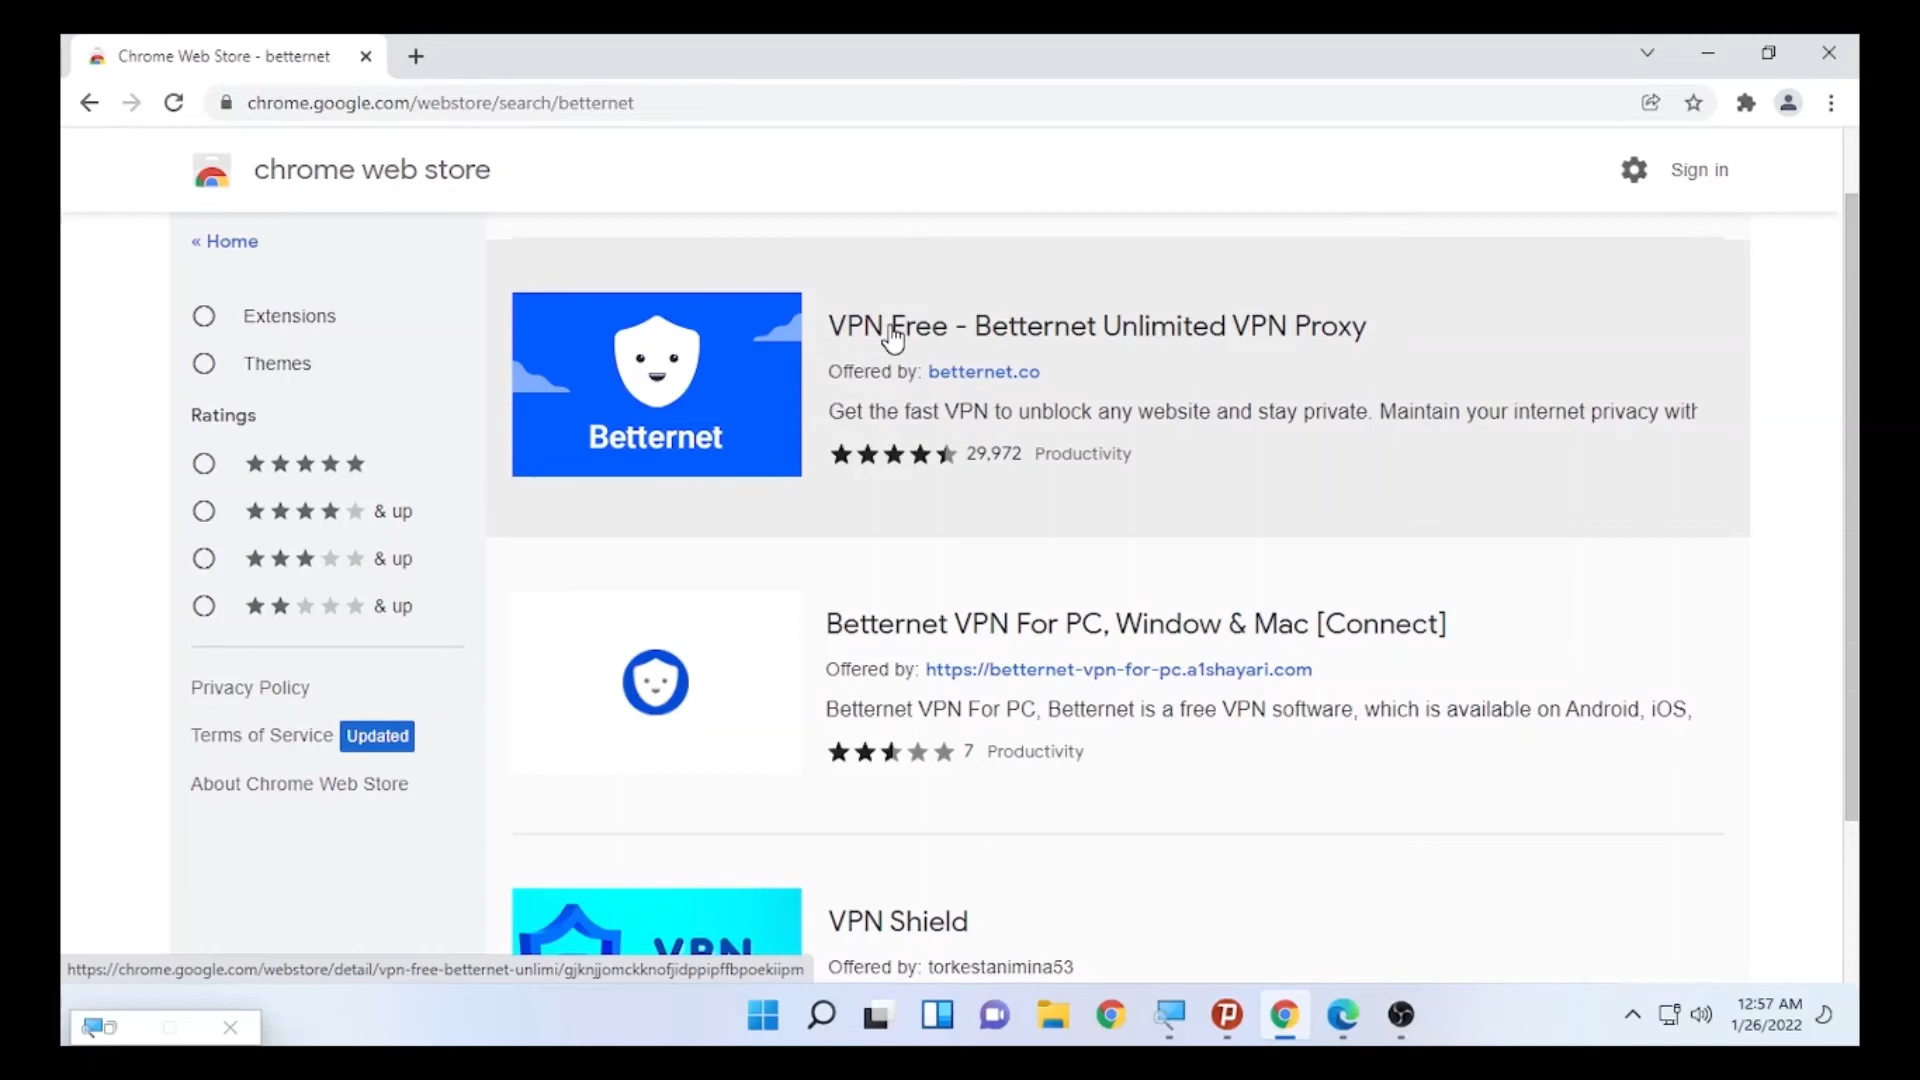 Chrome Web Store - betternet
chrome.google.com/webstore/search/betternet
chrome web store
Sign in
« Home
Extensions
Themes
Ratings
& up
& up
& up
Privacy Policy
Terms of Service Updated
About Chrome Web Store
Betternet
VPN Free - Betternet Unlimited VPN Proxy
Offered by: betternet.co
Get the fast VPN to unblock any website and stay private. Maintain your internet privacy with
29,972 Productivity
Betternet VPN For PC, Window & Mac [Connect]
Offered by: https://betternet-vpn-for-pc.a1shayari.com
Betternet VPN For PC, Betternet is a free VPN software, which is available on Android, iOS,
7 Productivity
VPN
VPN Shield
Offered by: torkestanimina53
https://chrome.google.com/webstore/detail/vpn-free-betternet-unlimi/gjknjjomckknofjidppipffbpoekiipm
12:57 AM
1/26/2022